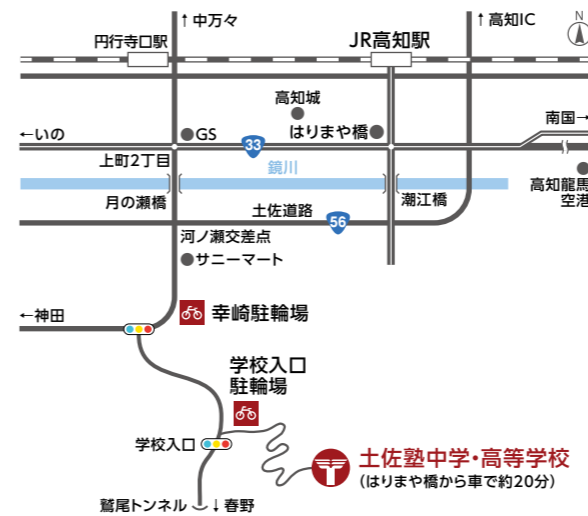 ↑中万々
↑高知IC
N
円行寺口駅
JR高知駅
高知城
南国→
←いの
GS
33
はりまや橋
上町2丁目
鏡川
高知龍馬
空港
月の瀬橋
土佐道路
56
潮江橋
河ノ瀬交差点
サニーマート
←神田
幸崎駐輪場
学校入口
駐輪場
学校入口
土佐塾中学・高等学校
(はりまや橋から車で約20分)
鷲尾トンネル
↓春野